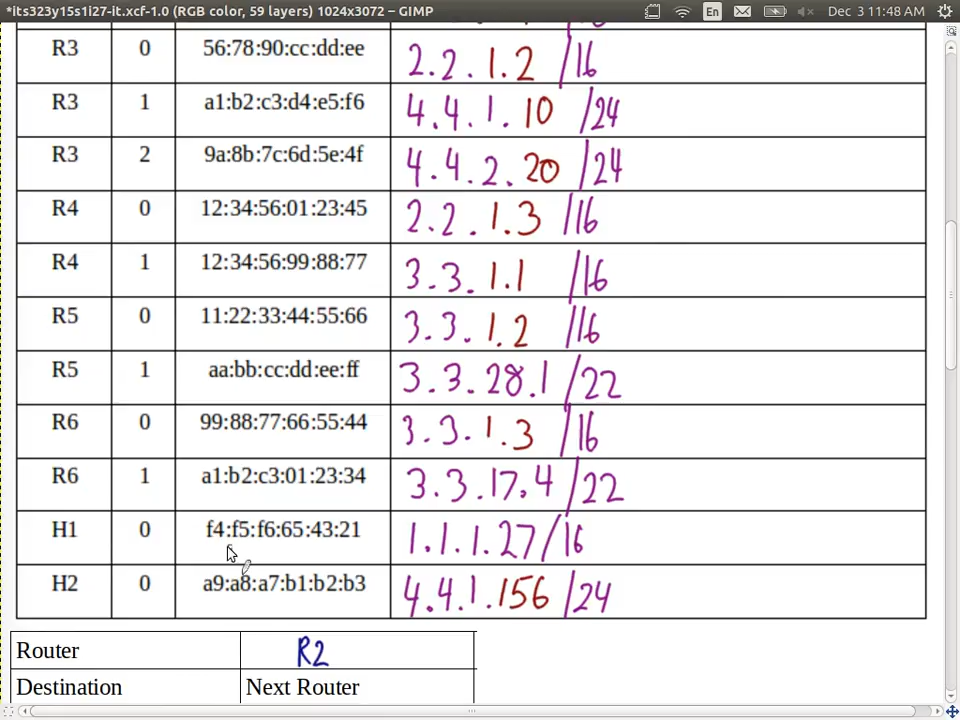 *its323y15s1i27-it.xcf-1.0 (RGB color, 59 layers) 1024x3072 – GIMP En Dec 3 11:48 AM
R3 0 56:78:90:cc:dd:ee 2.2.1.2 /16
R3 1 a1:b2:c3:d4:e5:f6 4.4.1.10 /24
R3 2 9a:8b:7c:6d:5e:4f 4.4.2.20 /24
R4 0 12:34:56:01:23:45 2.2.1.3 /16
R4 1 12:34:56:99:88:77 3.3.1.1 /16
R5 0 11:22:33:44:55:66 3.3.1.2 /16
R5 1 aa:bb:cc:dd:ee:ff 3.3.28.1 /22
R6 0 99:88:77:66:55:44 3.3.1.3 /16
R6 1 a1:b2:c3:01:23:34 3.3.17.4 /22
H1 0 f4:f5:f6:65:43:21 1.1.1.27/16
H2 0 a9:a8:a7:b1:b2:b3 4.4.1.156 /24
Router R2
Destination Next Router